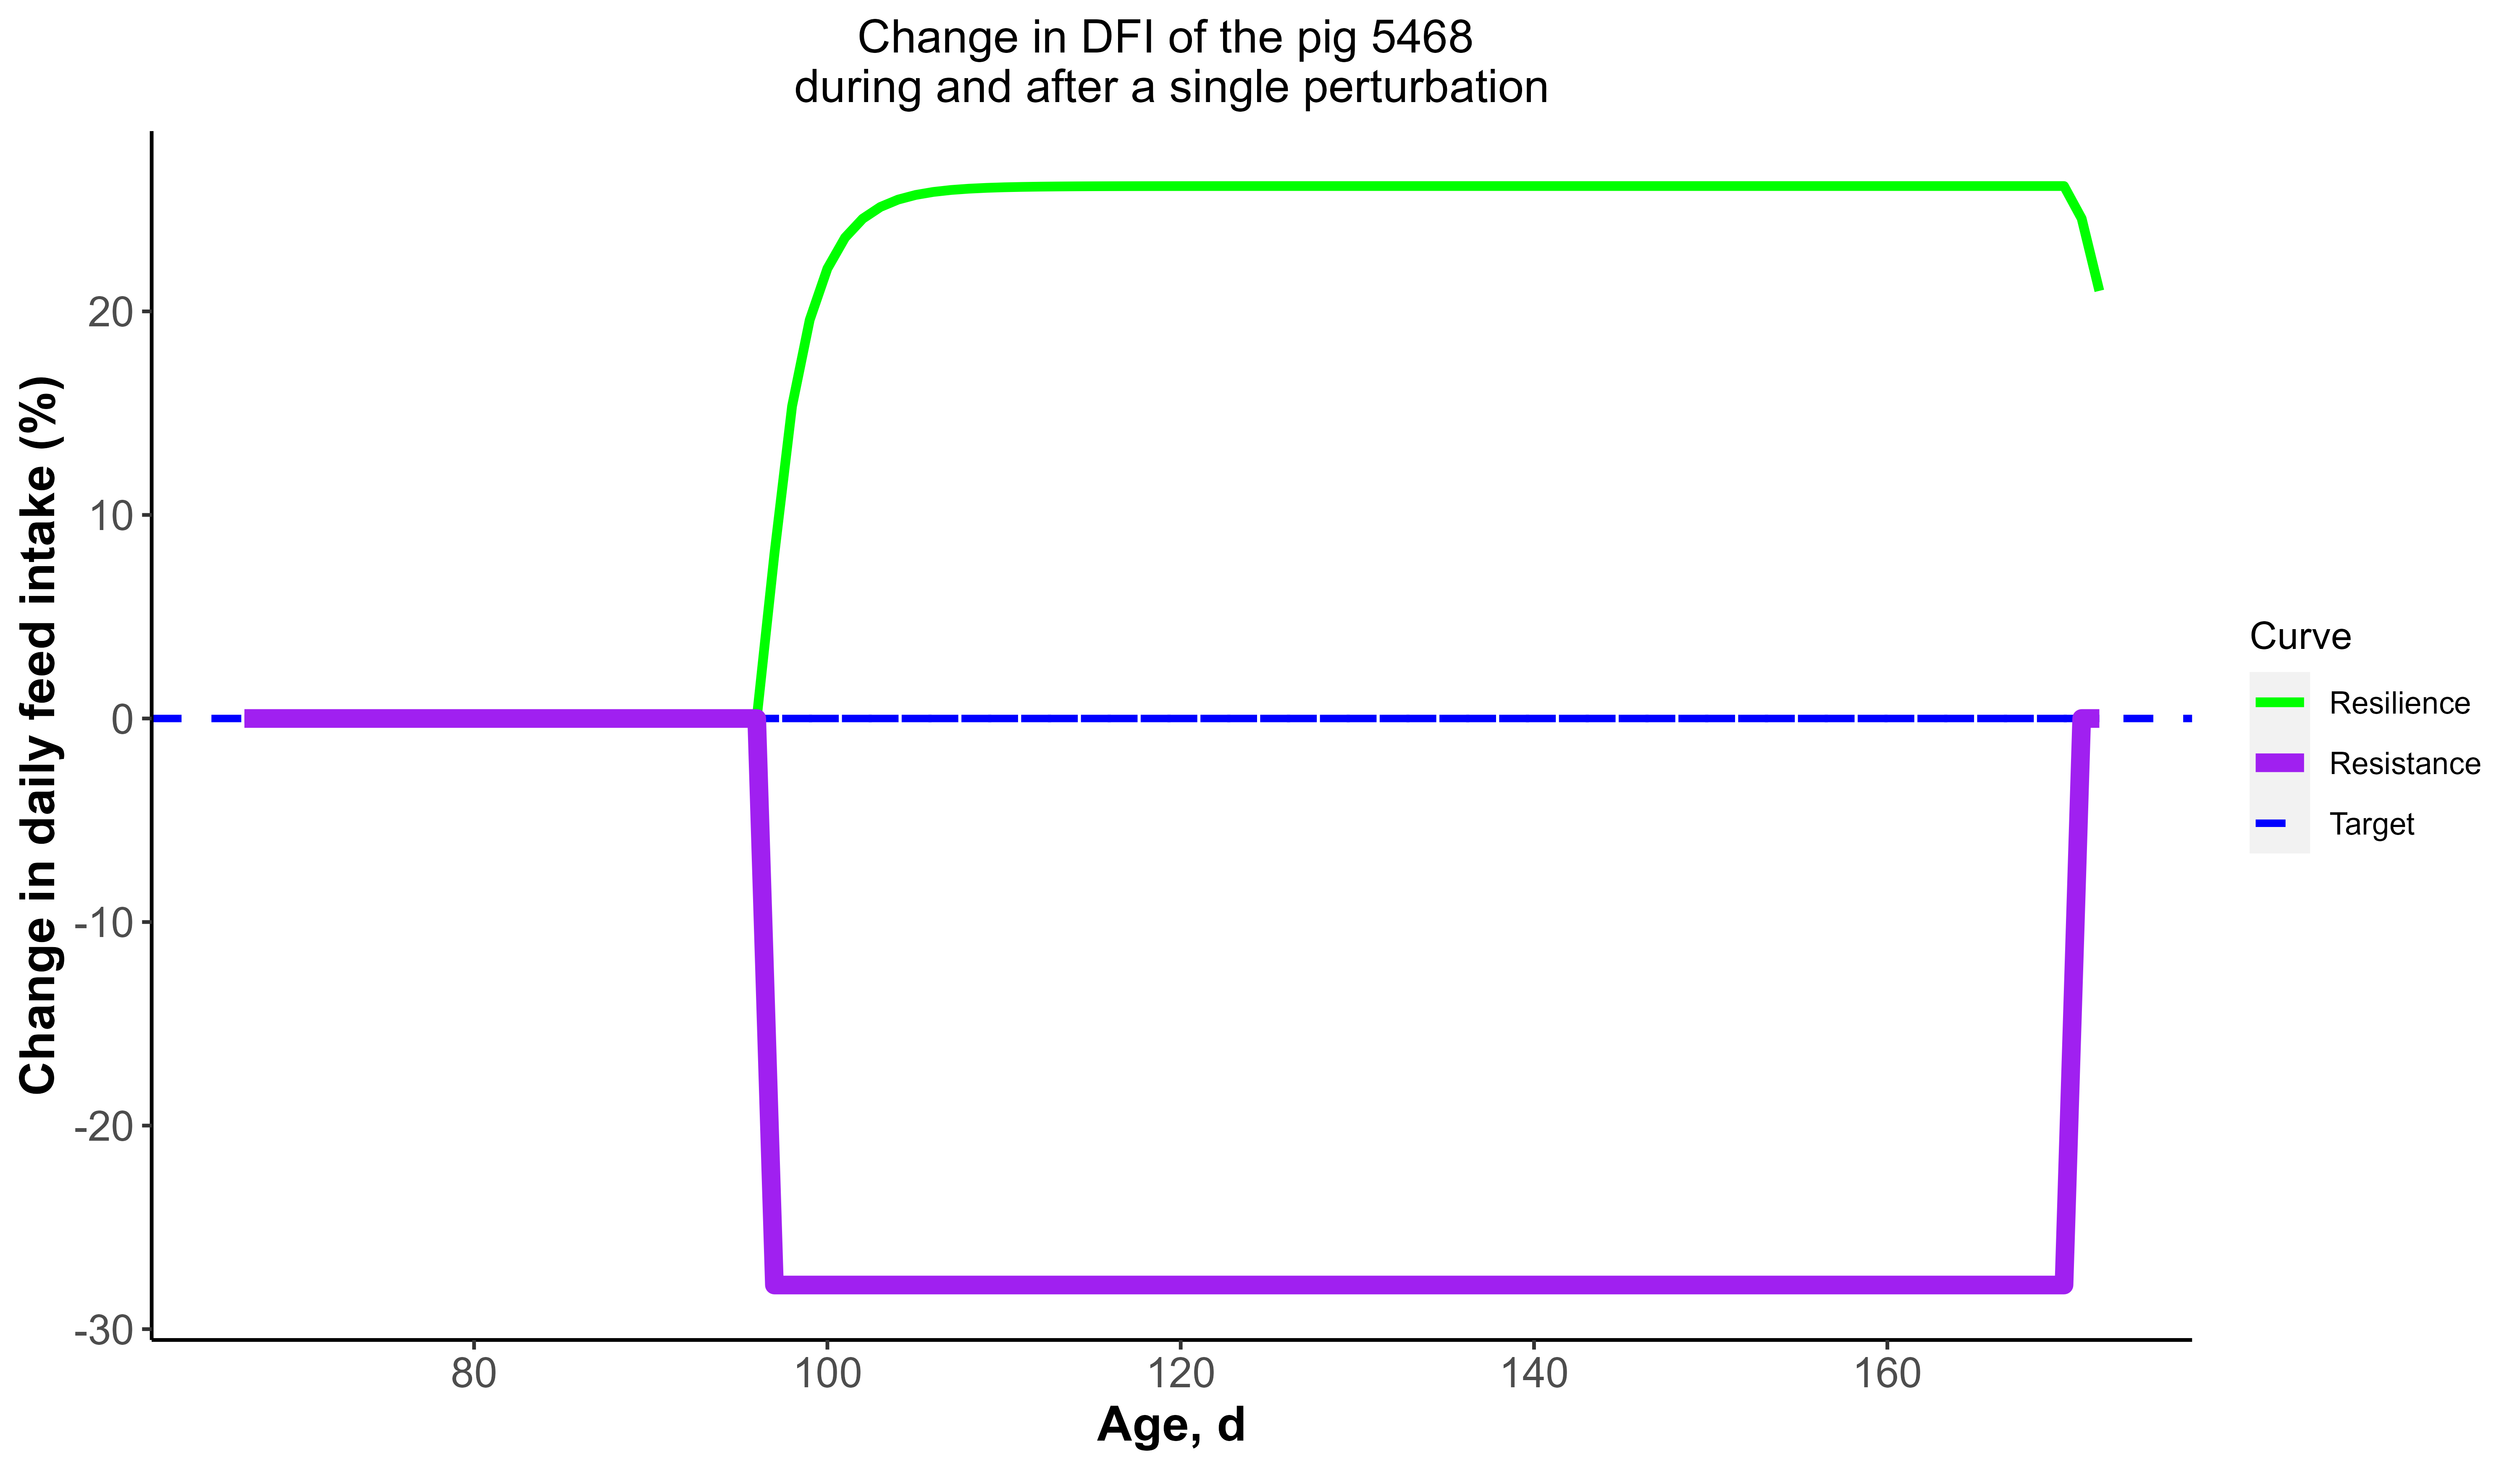 Change in DFI of the pig 5468
during and after a single perturbation
Change in daily feed intake (%)
20
10
0
-10
-20
-30
80
100
120
140
160
Age, d
Curve
Resilience
Resistance
Target